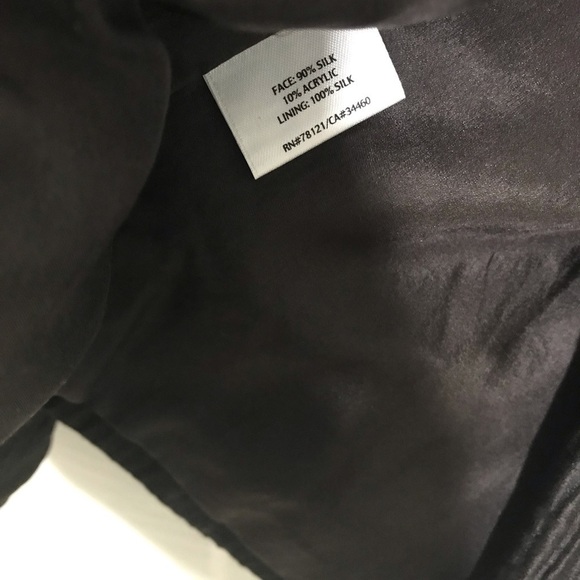 FACE: 90% SILK
10% ACRYLIC
LINING: 100% SILK
RN#78121/CA#34460